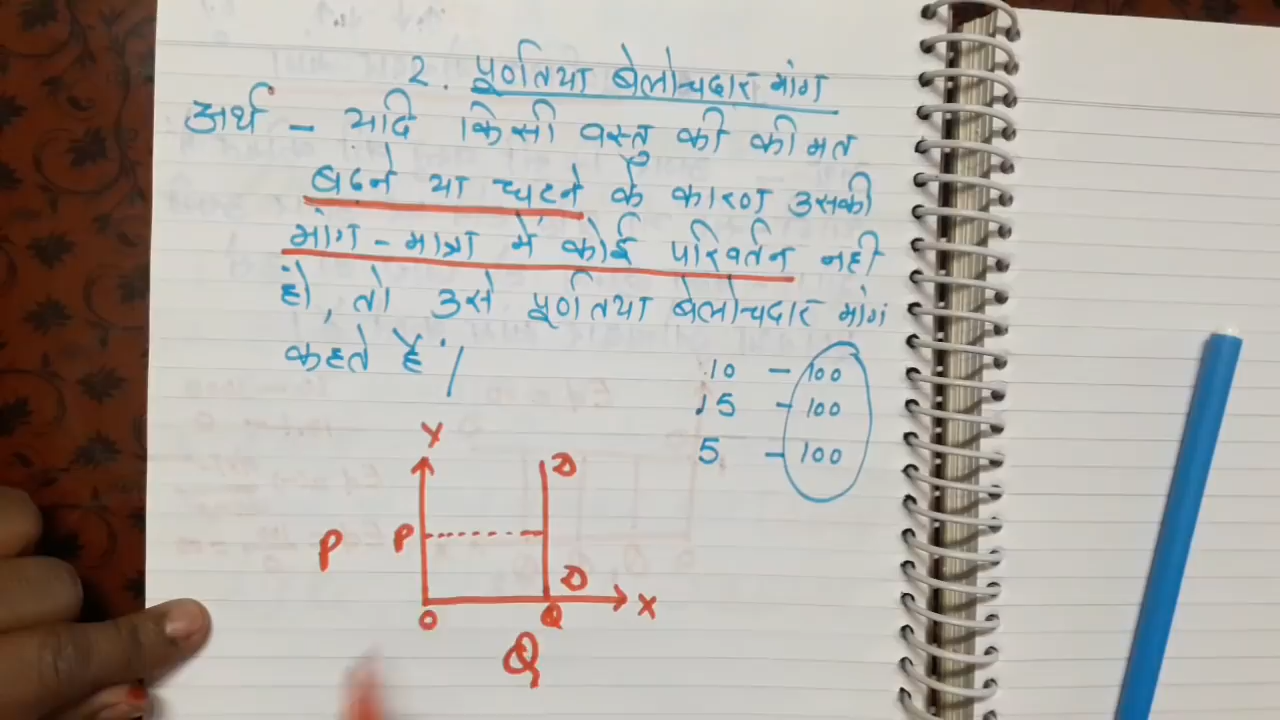 2. पूर्णतया बेलोचदार मांग
अर्थ - यदि किसी वस्तु की कीमत
बढने या घटने के कारण उसकी
मांग - मात्रा में कोई परिवर्तन नही
हो, तो उसे पूर्णतया बेलोचदार मांग
कहते है।
10 - 100
15 - 100
5 - 100
Y
D
P P
D
O Q X
Q